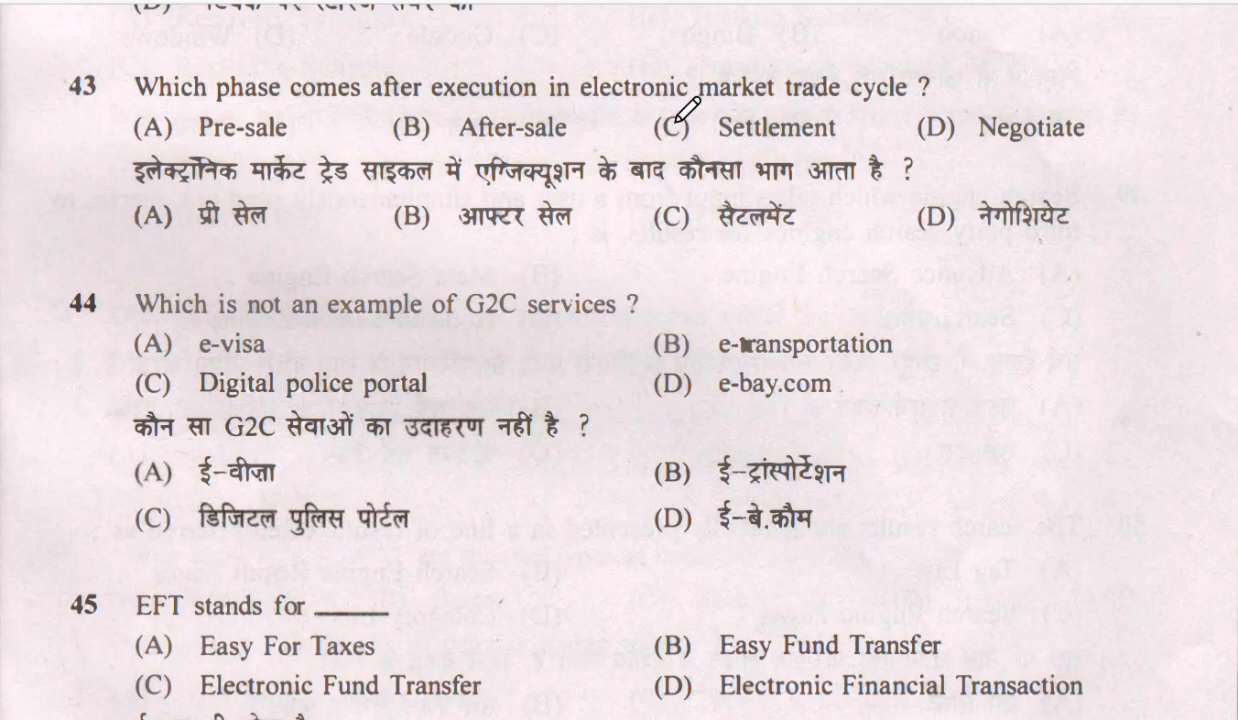 43 Which phase comes after execution in electronic market trade cycle ?
(A) Pre-sale (B) After-sale (C) Settlement (D) Negotiate
इलेक्ट्रॉनिक मार्केट ट्रेड साइकल में एग्जिक्यूशन के बाद कौनसा भाग आता है ?
(A) प्री सेल (B) आफ्टर सेल (C) सैटलमेंट (D) नेगोशियेट
44 Which is not an example of G2C services ?
(A) e-visa (B) e-transportation
(C) Digital police portal (D) e-bay.com
कौन सा G2C सेवाओं का उदाहरण नहीं है ?
(A) ई-वीज़ा (B) ई-ट्रांस्पोर्टेशन
(C) डिजिटल पुलिस पोर्टल (D) ई-बे.कौम
45 EFT stands for ______
(A) Easy For Taxes (B) Easy Fund Transfer
(C) Electronic Fund Transfer (D) Electronic Financial Transaction